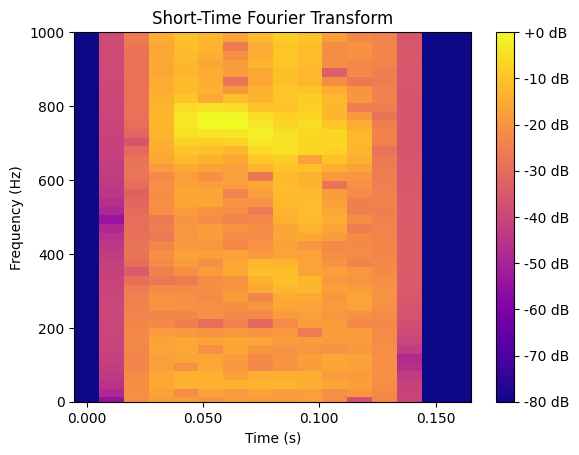 Short-Time Fourier Transform
1000
800
600
400
200
0
Frequency (Hz)
0.000
0.050
0.100
0.150
Time (s)
+0 dB
-10 dB
-20 dB
-30 dB
-40 dB
-50 dB
-60 dB
-70 dB
-80 dB